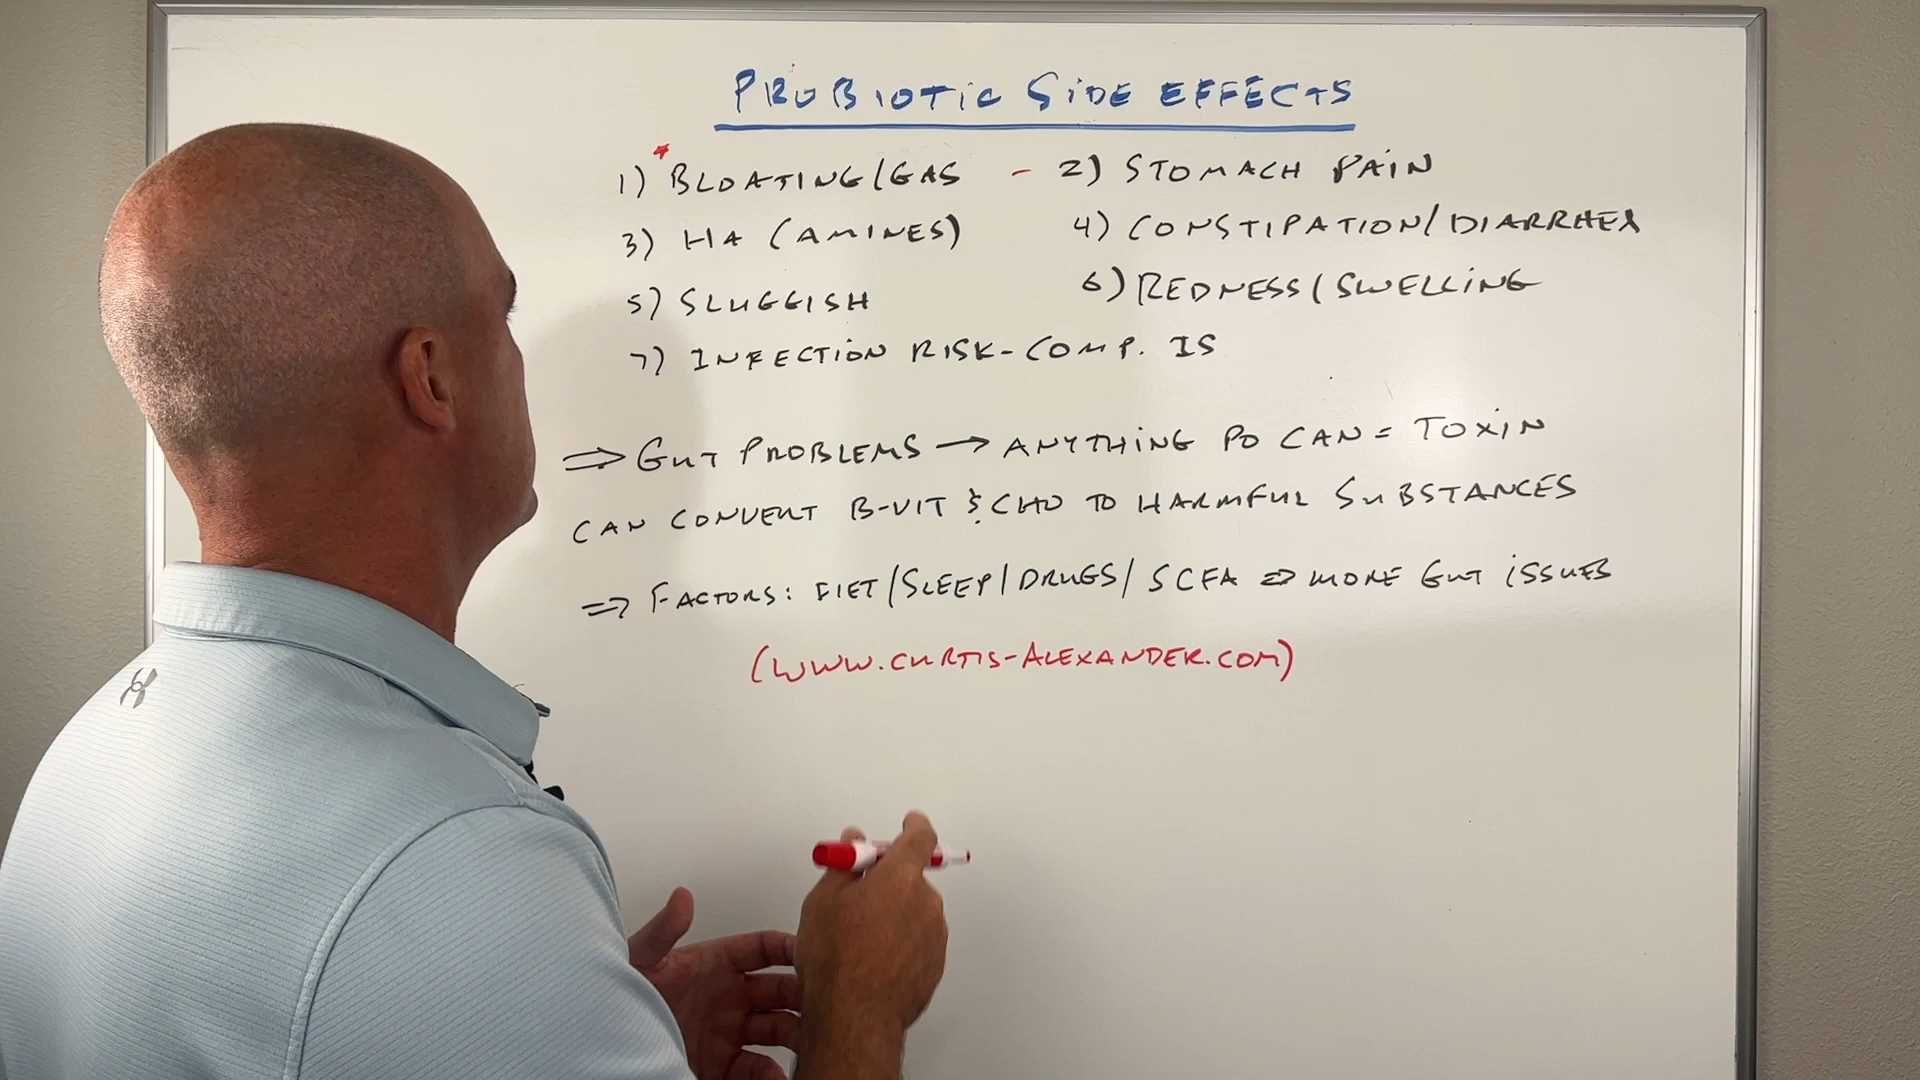 PROBIOTIC SIDE EFFECTS
1) *BLOATING/GAS - 2) STOMACH PAIN
3) HA (AMINES) 4) CONSTIPATION/DIARRHEA
5) SLUGGISH 6) REDNESS/SWELLING
7) INFECTION RISK-COMP. IS
⇒ GUT PROBLEMS → ANYTHING PO CAN = TOXIN
CAN CONVERT B-VIT & CHO TO HARMFUL SUBSTANCES
⇒ FACTORS: DIET/SLEEP/DRUGS/SCFA ⇒ MORE GUT ISSUES
(WWW.CURTIS-ALEXANDER.COM)